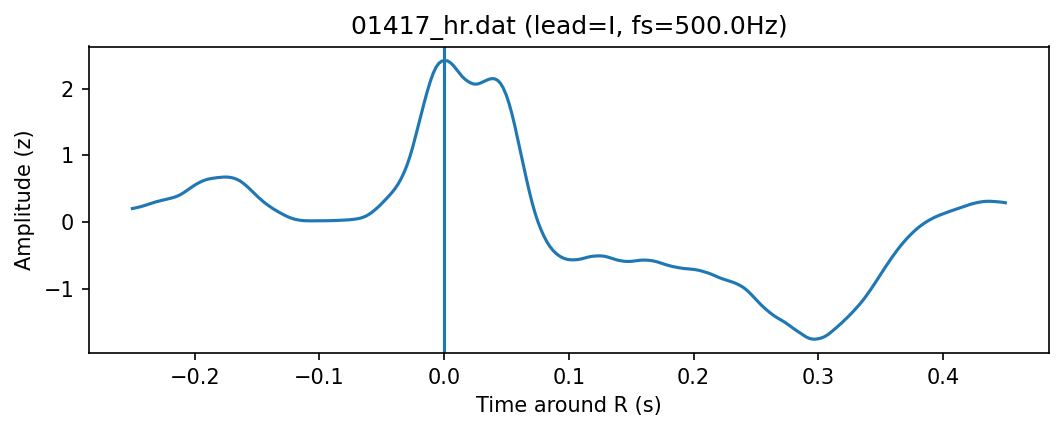 01417_hr.dat (lead=I, fs=500.0Hz)
Amplitude (z)
2
1
0
−1
−0.2 −0.1 0.0 0.1 0.2 0.3 0.4
Time around R (s)